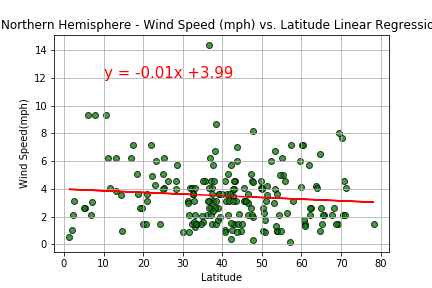 Northern Hemisphere - Wind Speed (mph) vs. Latitude Linear Regressio
14
12
10
8
6
4
2
0
y = -0.01x +3.99
Wind Speed(mph)
0 10 20 30 40 50 60 70 80
Latitude